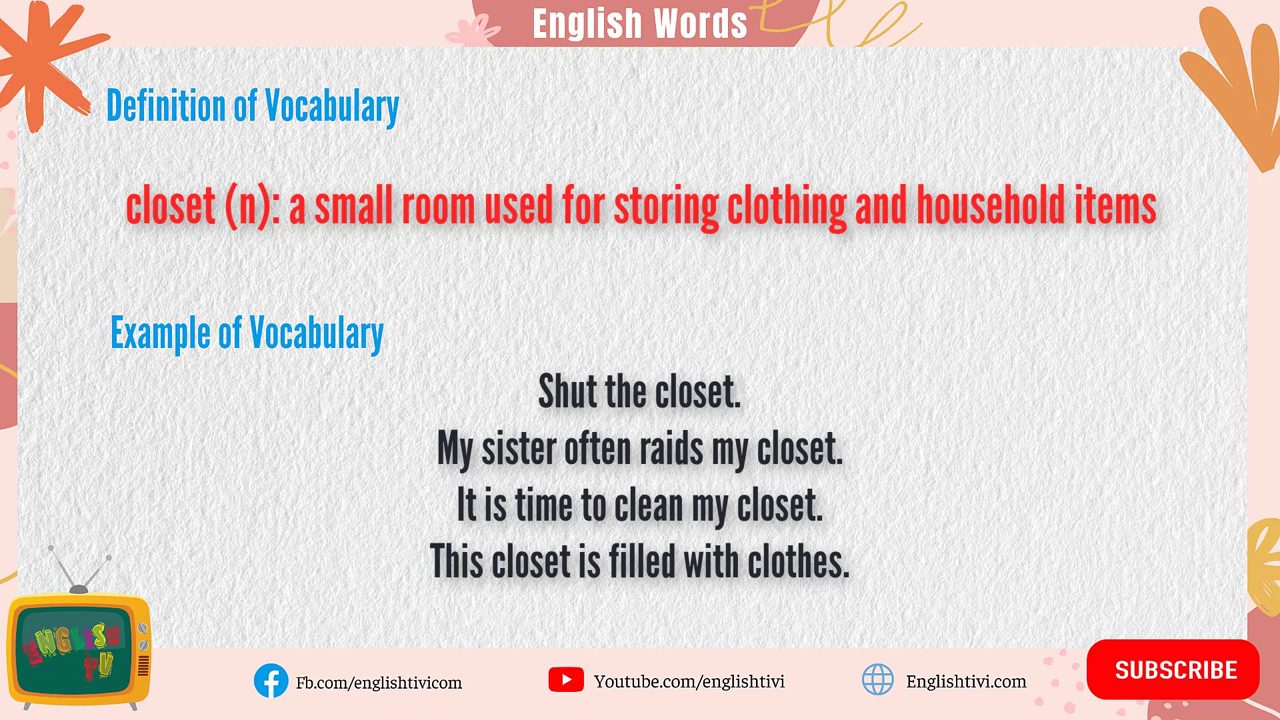 English Words
Definition of Vocabulary
closet (n): a small room used for storing clothing and household items
Example of Vocabulary
Shut the closet.
My sister often raids my closet.
It is time to clean my closet.
This closet is filled with clothes.
ENGLISH
TV
Fb.com/englishtivicom
Youtube.com/englishtivi
Englishtivi.com
SUBSCRIBE